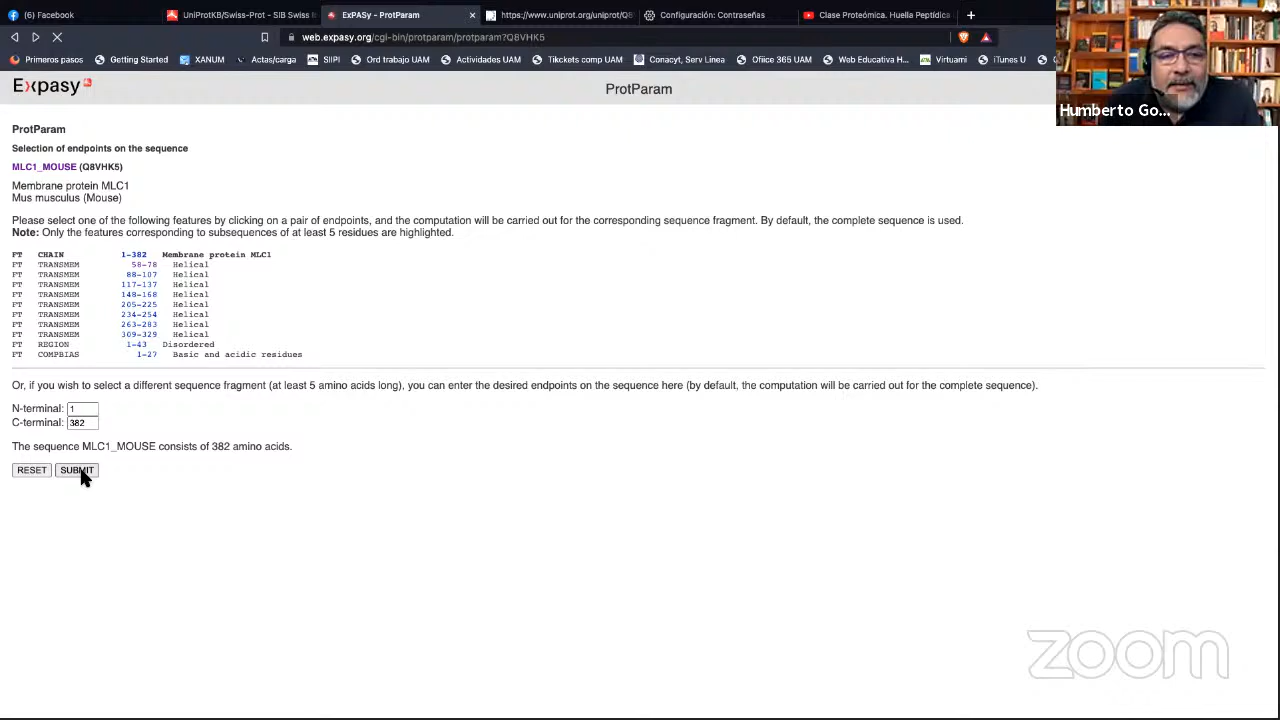 (6) Facebook
UniProtKB/Swiss-Prot - SIB Swiss I
ExPASy - ProtParam
https://www.uniprot.org/uniprot/Q8
Configuración: Contraseñas
Clase Proteómica. Huella Peptídica
web.expasy.org/cgi-bin/protparam/protparam?Q8VHK5
Primeros pasos
Getting Started
XANUM
Actas/carga
SIIPI
Ord trabajo UAM
Actividades UAM
Tikckets comp UAM
Conacyt, Serv Linea
Ofiice 365 UAM
Web Educativa H...
Virtuami
iTunes U
Expasy
ProtParam
Humberto Go...
ProtParam
Selection of endpoints on the sequence
MLC1_MOUSE (Q8VHK5)
Membrane protein MLC1
Mus musculus (Mouse)
Please select one of the following features by clicking on a pair of endpoints, and the computation will be carried out for the corresponding sequence fragment. By default, the complete sequence is used.
Note: Only the features corresponding to subsequences of at least 5 residues are highlighted.
FT CHAIN 1-382 Membrane protein MLC1
FT TRANSMEM 58-78 Helical
FT TRANSMEM 88-107 Helical
FT TRANSMEM 117-137 Helical
FT TRANSMEM 148-168 Helical
FT TRANSMEM 205-225 Helical
FT TRANSMEM 234-254 Helical
FT TRANSMEM 263-283 Helical
FT TRANSMEM 309-329 Helical
FT REGION 1-43 Disordered
FT COMPBIAS 1-27 Basic and acidic residues
Or, if you wish to select a different sequence fragment (at least 5 amino acids long), you can enter the desired endpoints on the sequence here (by default, the computation will be carried out for the complete sequence).
N-terminal: 1
C-terminal: 382
The sequence MLC1_MOUSE consists of 382 amino acids.
RESET SUBMIT
zoom